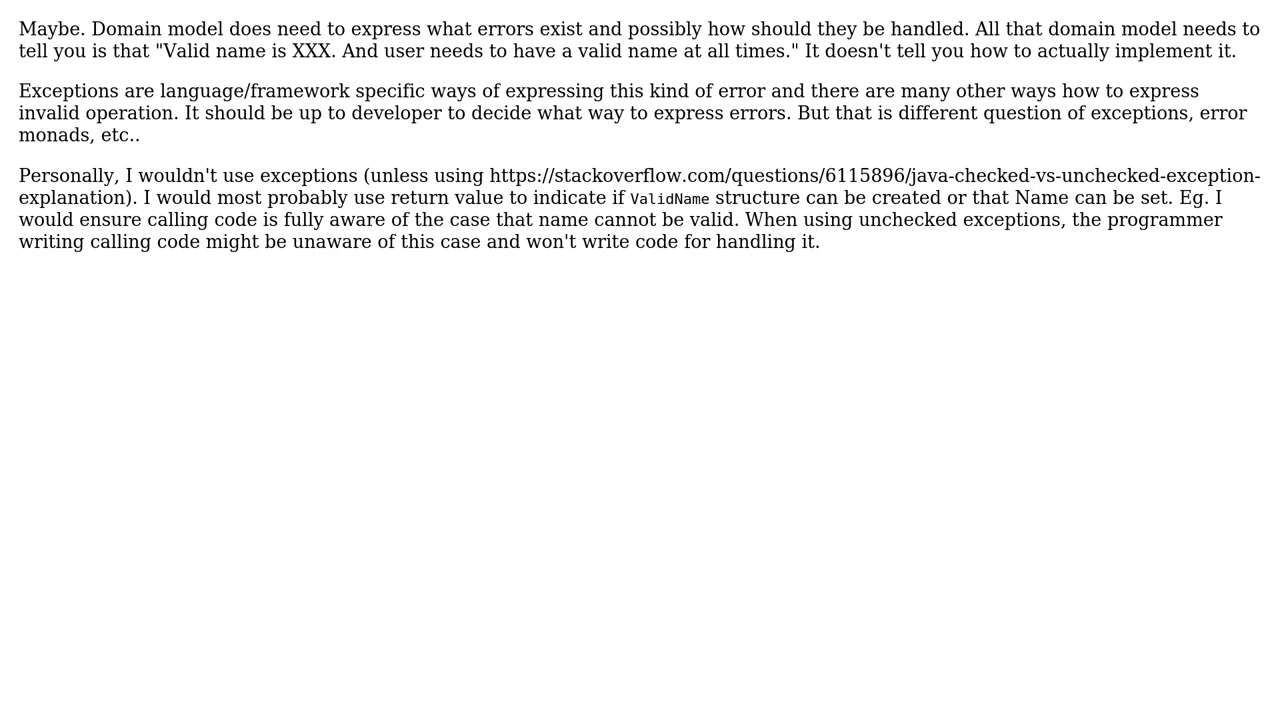 Maybe. Domain model does need to express what errors exist and possibly how should they be handled. All that domain model needs to
tell you is that "Valid name is XXX. And user needs to have a valid name at all times." It doesn't tell you how to actually implement it.
Exceptions are language/framework specific ways of expressing this kind of error and there are many other ways how to express
invalid operation. It should be up to developer to decide what way to express errors. But that is different question of exceptions, error
monads, etc..
Personally, I wouldn't use exceptions (unless using https://stackoverflow.com/questions/6115896/java-checked-vs-unchecked-exception-
explanation). I would most probably use return value to indicate if ValidName structure can be created or that Name can be set. Eg. I
would ensure calling code is fully aware of the case that name cannot be valid. When using unchecked exceptions, the programmer
writing calling code might be unaware of this case and won't write code for handling it.